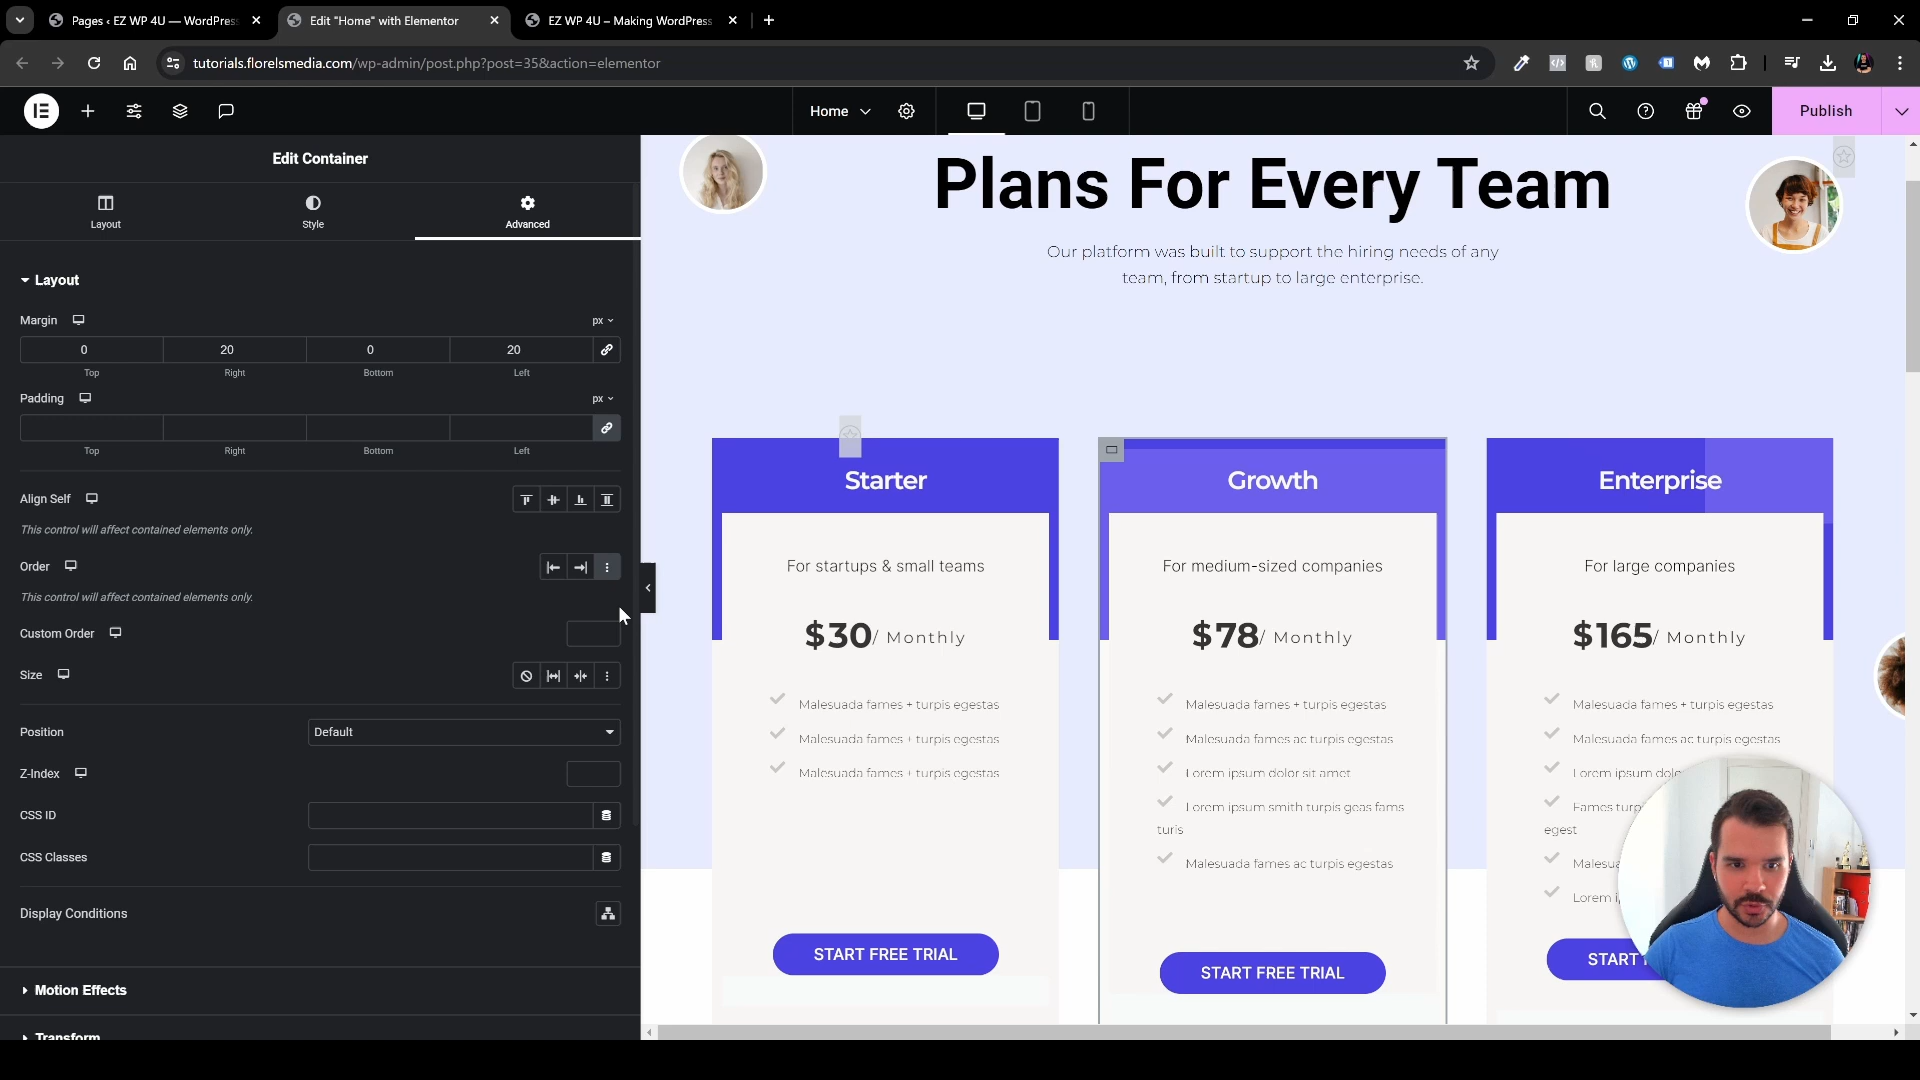 Pages ‹ EZ WP 4U — WordPress
Edit "Home" with Elementor
EZ WP 4U – Making WordPress
tutorials.florelsmedia.com/wp-admin/post.php?post=35&action=elementor
Home
Publish
Edit Container
Layout
Style
Advanced
Layout
Margin
px
0
20
0
20
Top
Right
Bottom
Left
Padding
px
Top
Right
Bottom
Left
Align Self
This control will affect contained elements only.
Order
This control will affect contained elements only.
Custom Order
Size
Position
Default
Z-Index
CSS ID
CSS Classes
Display Conditions
Motion Effects
Transform
Plans For Every Team
Our platform was built to support the hiring needs of any
team, from startup to large enterprise.
Starter
For startups & small teams
$30/ Monthly
Malesuada fames + turpis egestas
Malesuada fames + turpis egestas
Malesuada fames + turpis egestas
START FREE TRIAL
Growth
For medium-sized companies
$78/ Monthly
Malesuada fames + turpis egestas
Malesuada fames ac turpis egestas
Lorem ipsum dolor sit amet
Lorem ipsum smith turpis geas fams
turis
Malesuada fames ac turpis egestas
START FREE TRIAL
Enterprise
For large companies
$165/ Monthly
Malesuada fames + turpis egestas
Malesuada fames ac turpis egestas
Lorem ipsum
Fames
egest
Lorem
START